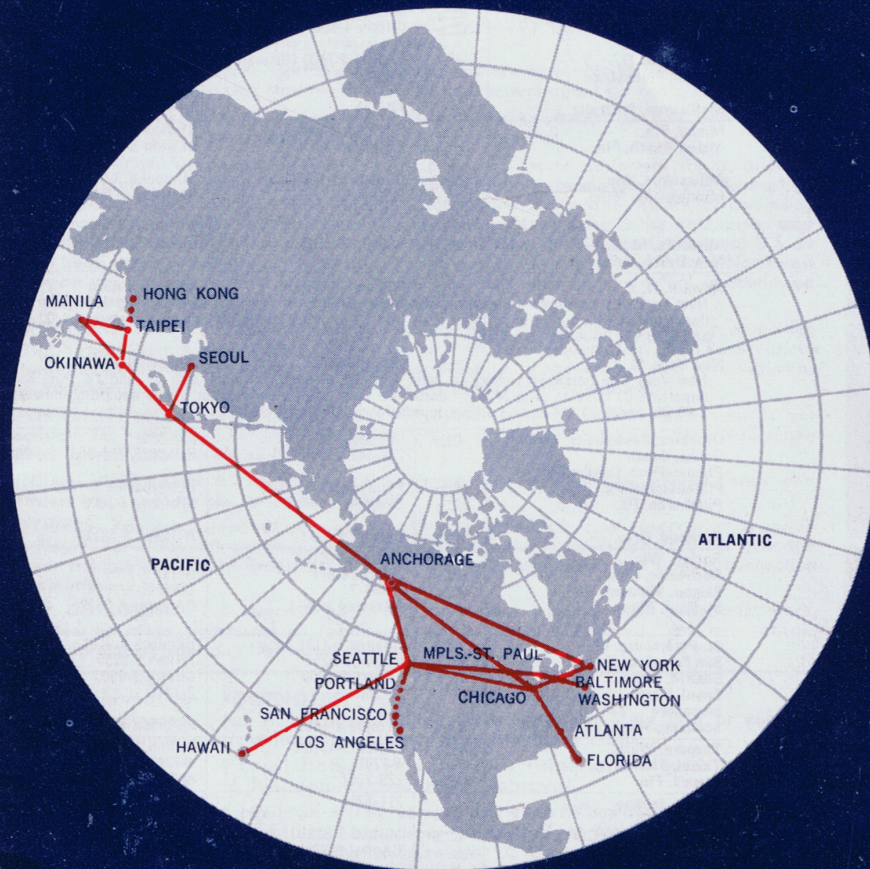 HONG KONG
MANILA
TAIPEI
OKINAWA
SEOUL
TOKYO
ATLANTIC
ANCHORAGE
PACIFIC
SEATTLE
MPLS.-ST. PAUL
NEW YORK
PORTLAND
BALTIMORE
CHICAGO
WASHINGTON
SAN FRANCISCO
ATLANTA
LOS ANGELES
HAWAII
FLORIDA